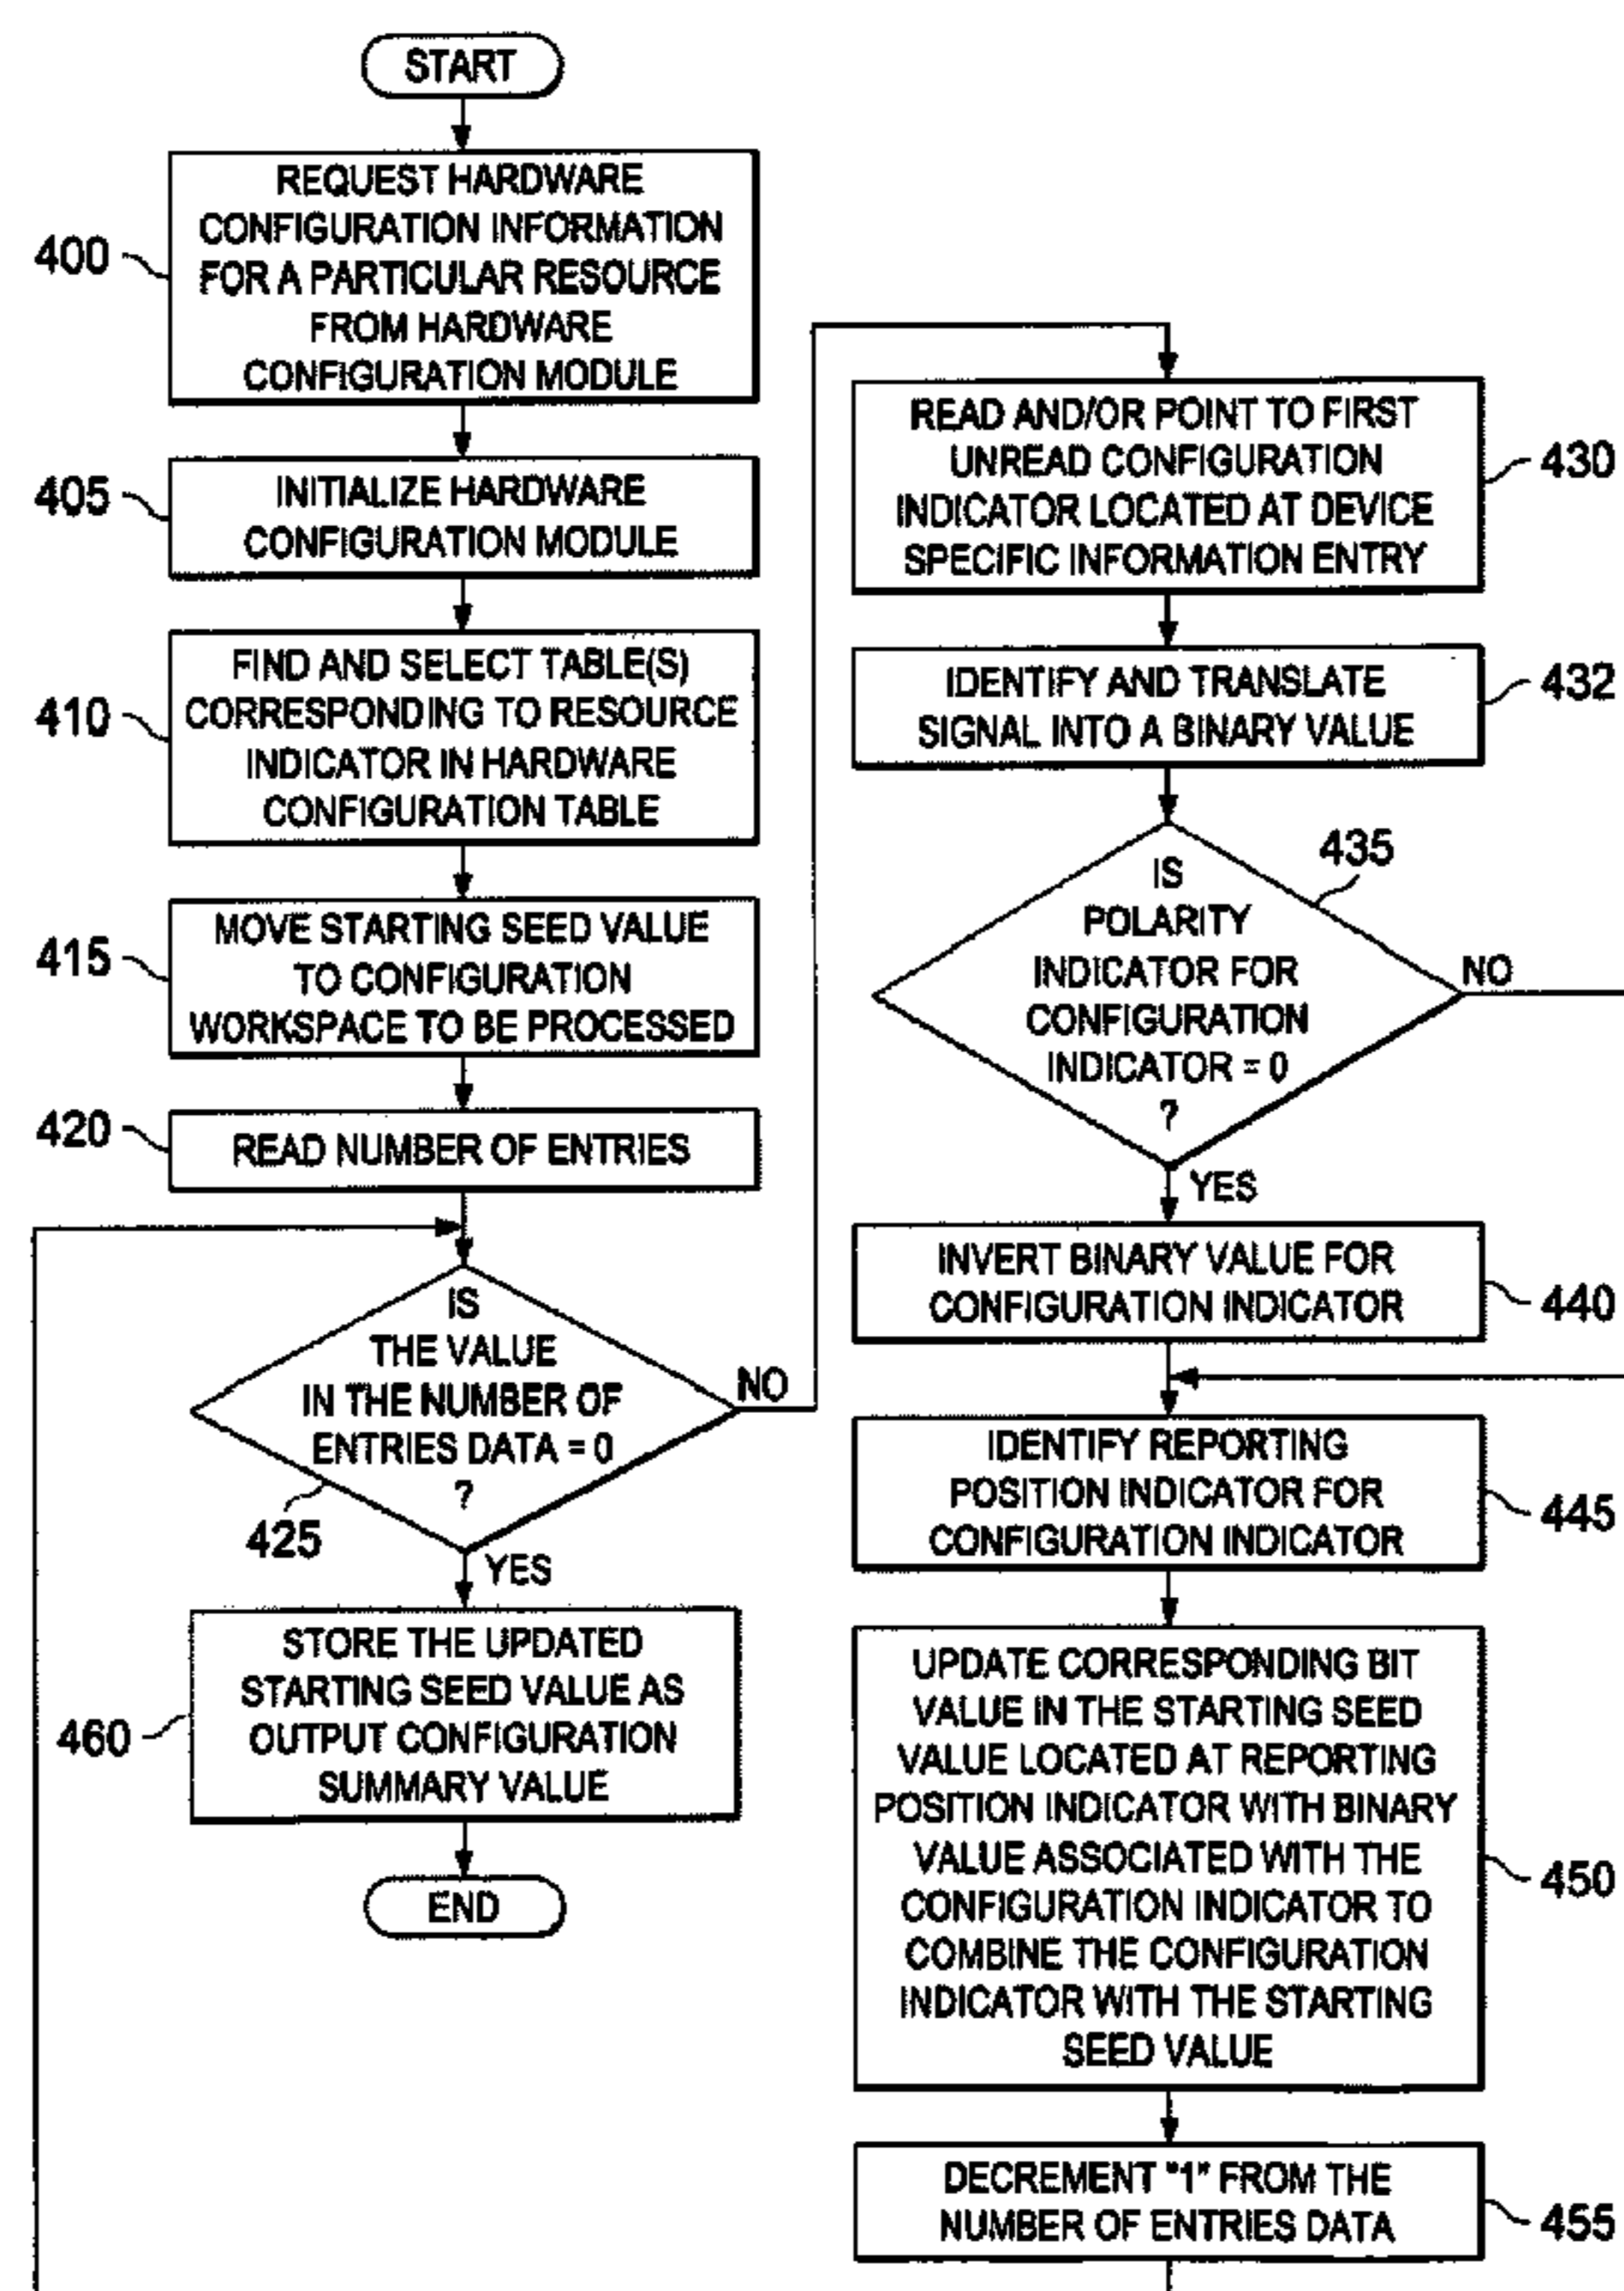 START
400
REQUEST HARDWARE
CONFIGURATION INFORMATION
FOR A PARTICULAR RESOURCE
FROM HARDWARE
CONFIGURATION MODULE
405
INITIALIZE HARDWARE
CONFIGURATION MODULE
410
FIND AND SELECT TABLE(S)
CORRESPONDING TO RESOURCE
INDICATOR IN HARDWARE
CONFIGURATION TABLE
415
MOVE STARTING SEED VALUE
TO CONFIGURATION
WORKSPACE TO BE PROCESSED
420
READ NUMBER OF ENTRIES
IS
THE VALUE
IN THE NUMBER OF
ENTRIES DATA = 0
?
425
NO
YES
460
STORE THE UPDATED
STARTING SEED VALUE AS
OUTPUT CONFIGURATION
SUMMARY VALUE
END
READ AND/OR POINT TO FIRST
UNREAD CONFIGURATION
INDICATOR LOCATED AT DEVICE
SPECIFIC INFORMATION ENTRY
430
IDENTIFY AND TRANSLATE
SIGNAL INTO A BINARY VALUE
432
435
IS
POLARITY
INDICATOR FOR
CONFIGURATION
INDICATOR = 0
?
NO
YES
INVERT BINARY VALUE FOR
CONFIGURATION INDICATOR
440
IDENTIFY REPORTING
POSITION INDICATOR FOR
CONFIGURATION INDICATOR
445
UPDATE CORRESPONDING BIT
VALUE IN THE STARTING SEED
VALUE LOCATED AT REPORTING
POSITION INDICATOR WITH BINARY
VALUE ASSOCIATED WITH THE
CONFIGURATION INDICATOR TO
COMBINE THE CONFIGURATION
INDICATOR WITH THE STARTING
SEED VALUE
450
DECREMENT "1" FROM THE
NUMBER OF ENTRIES DATA
455